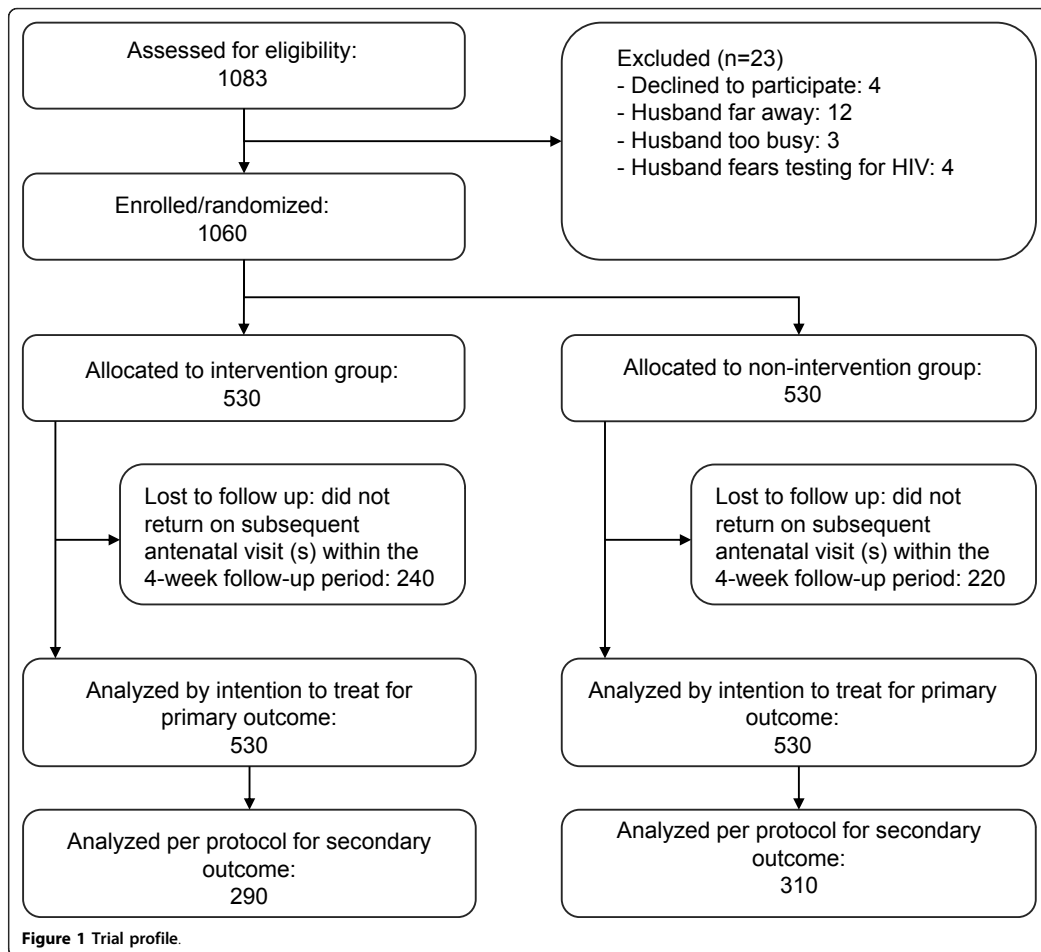 Assessed for eligibility:
1083
Excluded (n=23)
- Declined to participate: 4
- Husband far away: 12
- Husband too busy: 3
- Husband fears testing for HIV: 4
Enrolled/randomized:
1060
Allocated to intervention group:
530
Allocated to non-intervention group:
530
Lost to follow up: did not
return on subsequent
antenatal visit (s) within the
4-week follow-up period: 240
Lost to follow up: did not
return on subsequent
antenatal visit (s) within the
4-week follow-up period: 220
Analyzed by intention to treat for
primary outcome:
530
Analyzed by intention to treat for primary
outcome:
530
Analyzed per protocol for secondary
outcome:
290
Analyzed per protocol for secondary
outcome:
310
Figure 1 Trial profile.